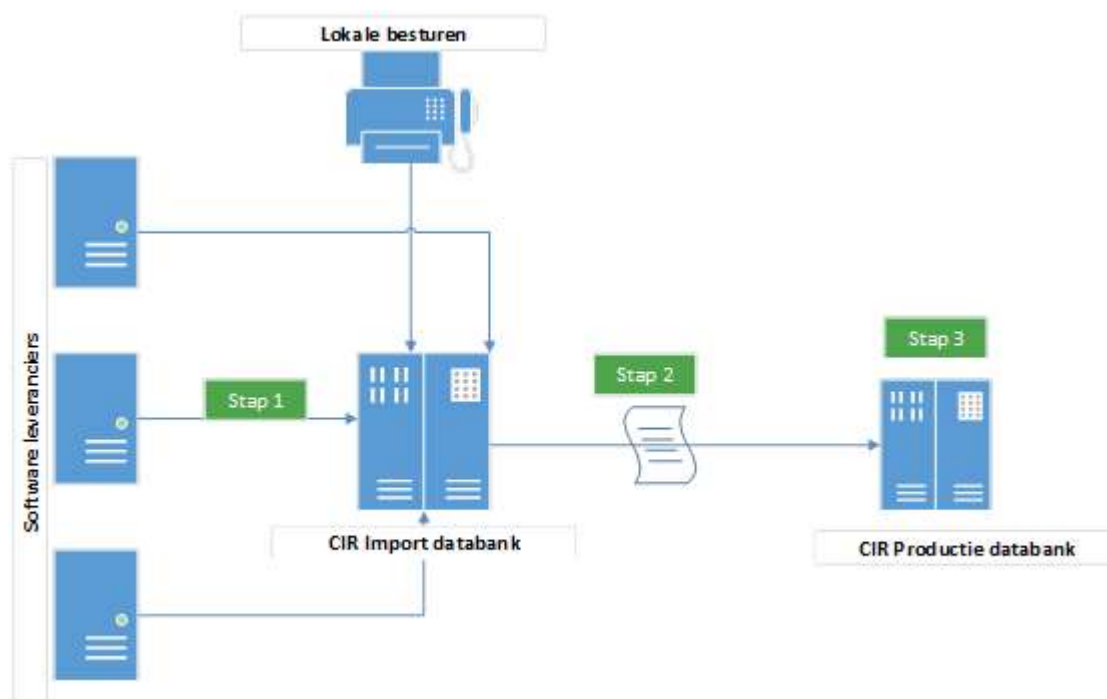 Lokale besturen
Software leveranciers
Stap 1
Stap 2
Stap 3
CIR Import databank
CIR Productie databank